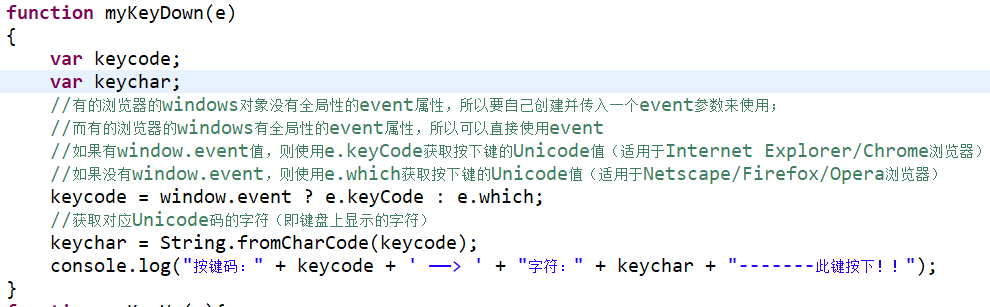 function myKeyDown(e)
{
    var keycode;
    var keychar;
    //有的浏览器的windows对象没有全局性的event属性，所以要自己创建并传入一个event参数来使用；
    //而有的浏览器的windows有全局性的event属性，所以可以直接使用event
    //如果有window.event值，则使用e.keyCode获取按下键的Unicode值（适用于Internet Explorer/Chrome浏览器）
    //如果没有window.event，则使用e.which获取按下键的Unicode值（适用于Netscape/Firefox/Opera浏览器）
    keycode = window.event ? e.keyCode : e.which;
    //获取对应Unicode码的字符（即键盘上显示的字符）
    keychar = String.fromCharCode(keycode);
    console.log("按键码：" + keycode + ' ——> ' + "字符：" + keychar + "-------此键按下！！");
}